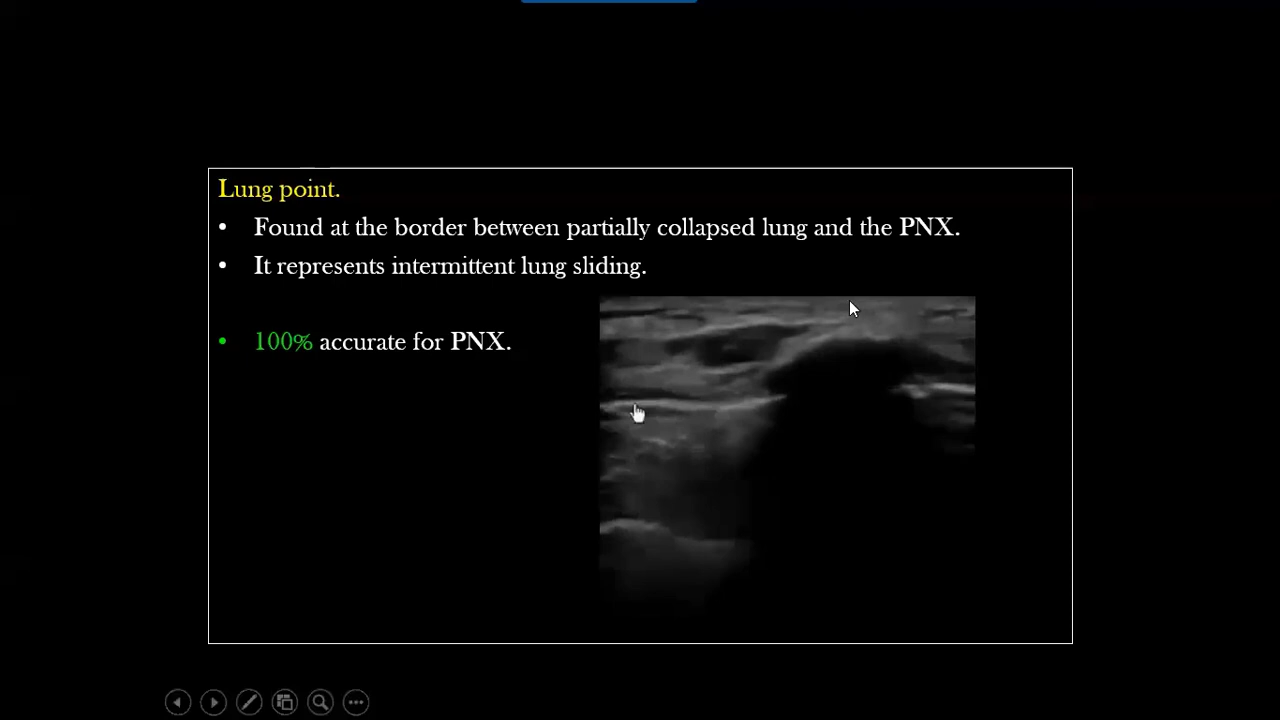 Lung point.
• Found at the border between partially collapsed lung and the PNX.
• It represents intermittent lung sliding.
• 100% accurate for PNX.